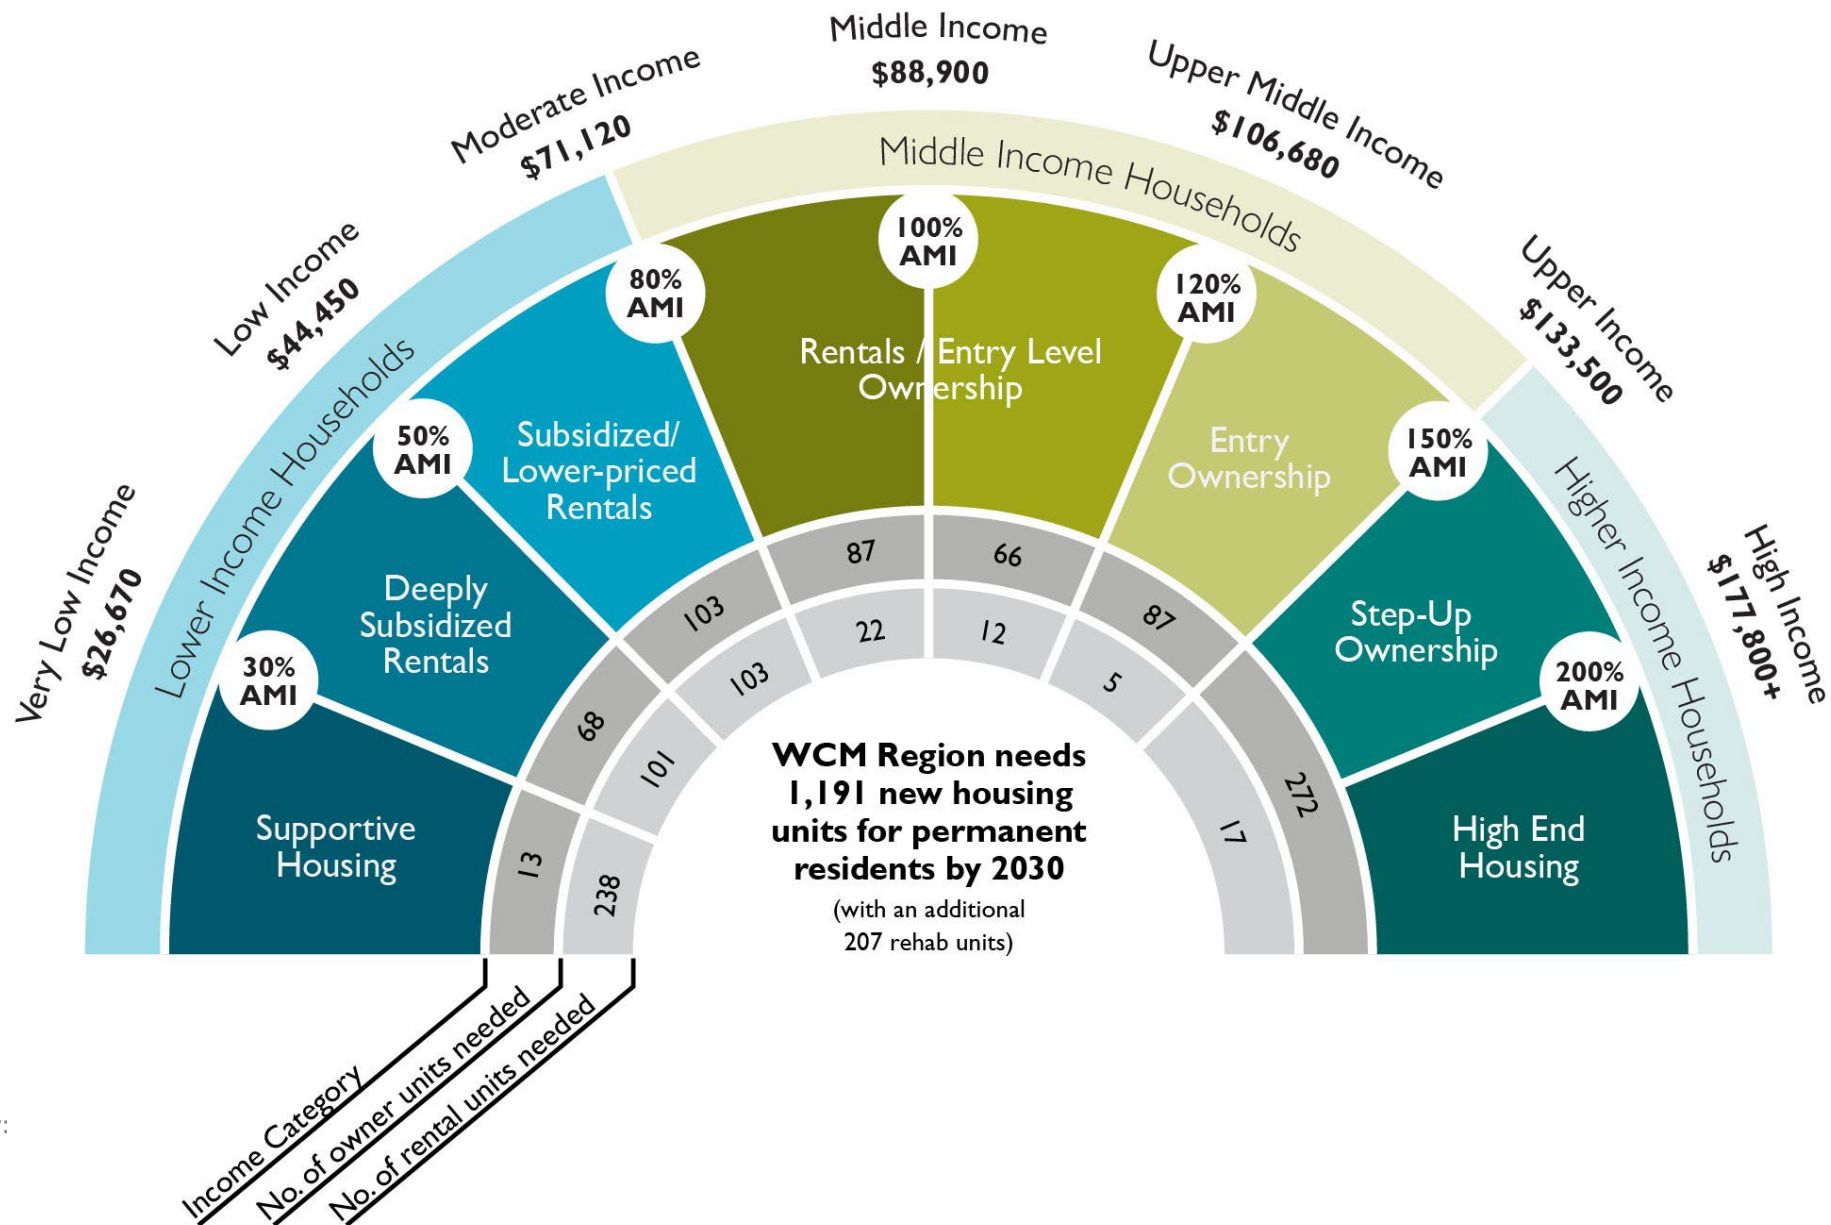 Middle Income
$88,900
Moderate Income
$71,120
Upper Middle Income
$106,680
Low Income
$44,450
Upper Income
$133,500
Very Low Income
$26,670
High Income
$177,800+
Lower Income Households
Middle Income Households
Higher Income Households
30%
AMI
50%
AMI
80%
AMI
100%
AMI
120%
AMI
150%
AMI
200%
AMI
Supportive
Housing
Deeply
Subsidized
Rentals
Subsidized/
Lower-priced
Rentals
Rentals / Entry Level
Ownership
Entry
Ownership
Step-Up
Ownership
High End
Housing
13
68
103
87
66
87
272
238
101
103
22
12
5
17
WCM Region needs
1,191 new housing
units for permanent
residents by 2030
(with an additional
207 rehab units)
Income Category
No. of owner units needed
No. of rental units needed